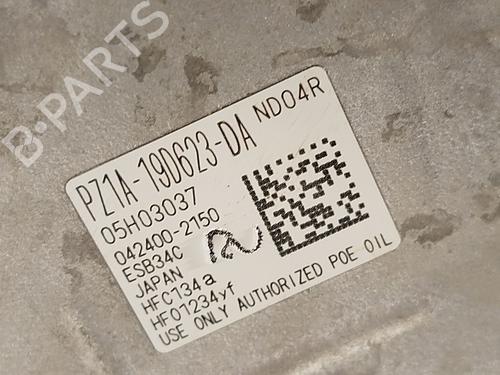 B-PARTS
PZ1A-19D623-DA ND04R
05H03037
042400-2150
ESB34C
JAPAN
HFC134a
HFO1234yf
USE ONLY AUTHORIZED POE OIL